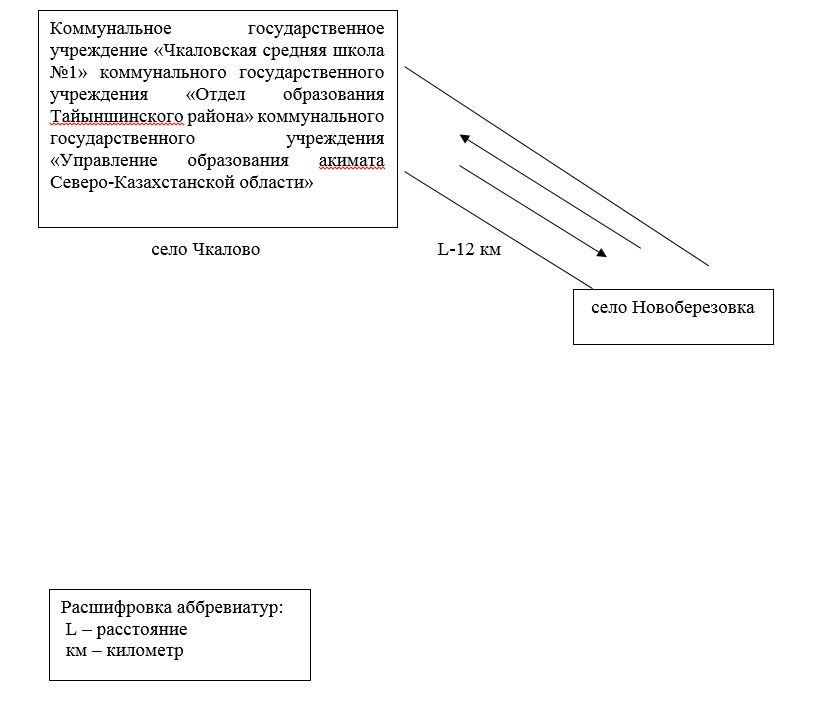 Коммунальное государственное
учреждение «Чкаловская средняя школа
№1» коммунального государственного
учреждения «Отдел образования
Тайыншинского района» коммунального
государственного учреждения
«Управление образования акимата
Северо-Казахстанской области»
село Чкалово
L-12 км
село Новоберезовка
Расшифровка аббревиатур:
L – расстояние
км – километр